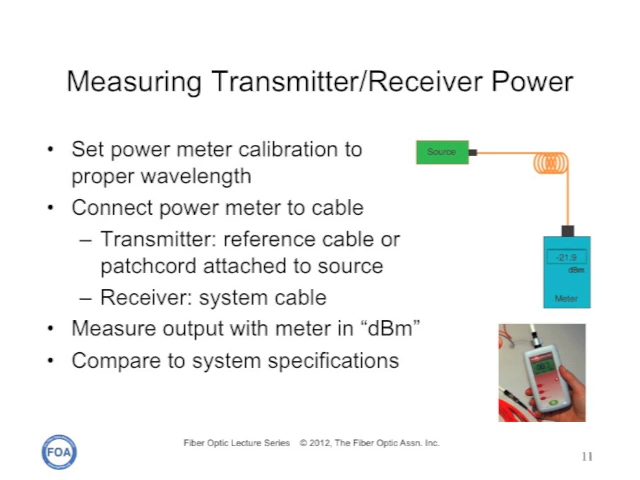 Measuring Transmitter/Receiver Power
• Set power meter calibration to
proper wavelength
• Connect power meter to cable
– Transmitter: reference cable or
patchcord attached to source
– Receiver: system cable
• Measure output with meter in “dBm”
• Compare to system specifications
Source
-21.9
dBm
Meter
FOA
Fiber Optic Lecture Series © 2012, The Fiber Optic Assn. Inc.
11